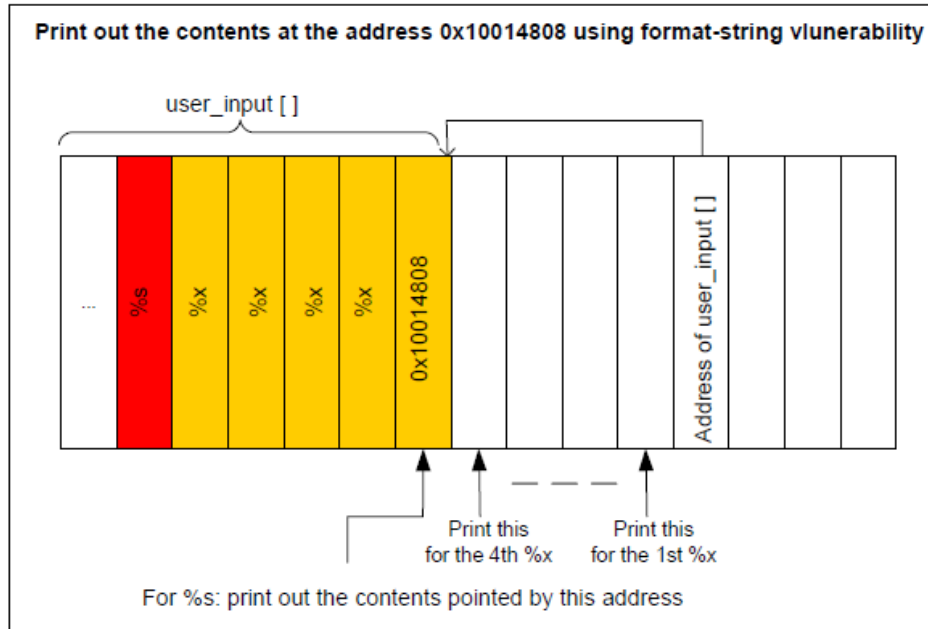 Print out the contents at the address 0x10014808 using format-string vlunerability
user_input [ ]
...
%s
%x
%x
%x
%x
0x10014808
Address of user_input [ ]
Print this
for the 4th %x
Print this
for the 1st %x
For %s: print out the contents pointed by this address